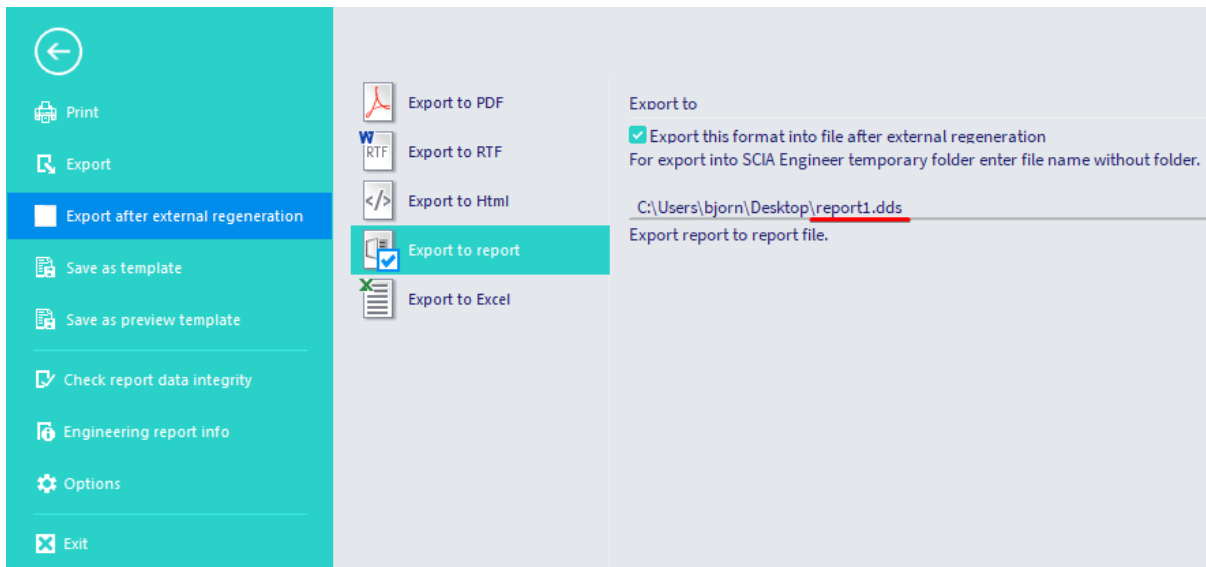 Print
Export
Export after external regeneration
Save as template
Save as preview template
Check report data integrity
Engineering report info
Options
Exit
Export to PDF
W
RTF
Export to RTF
</>
Export to Html
Export to report
X
Export to Excel
Export to
Export this format into file after external regeneration
For export into SCIA Engineer temporary folder enter file name without folder.
C:\Users\bjorn\Desktop\report1.dds
Export report to report file.